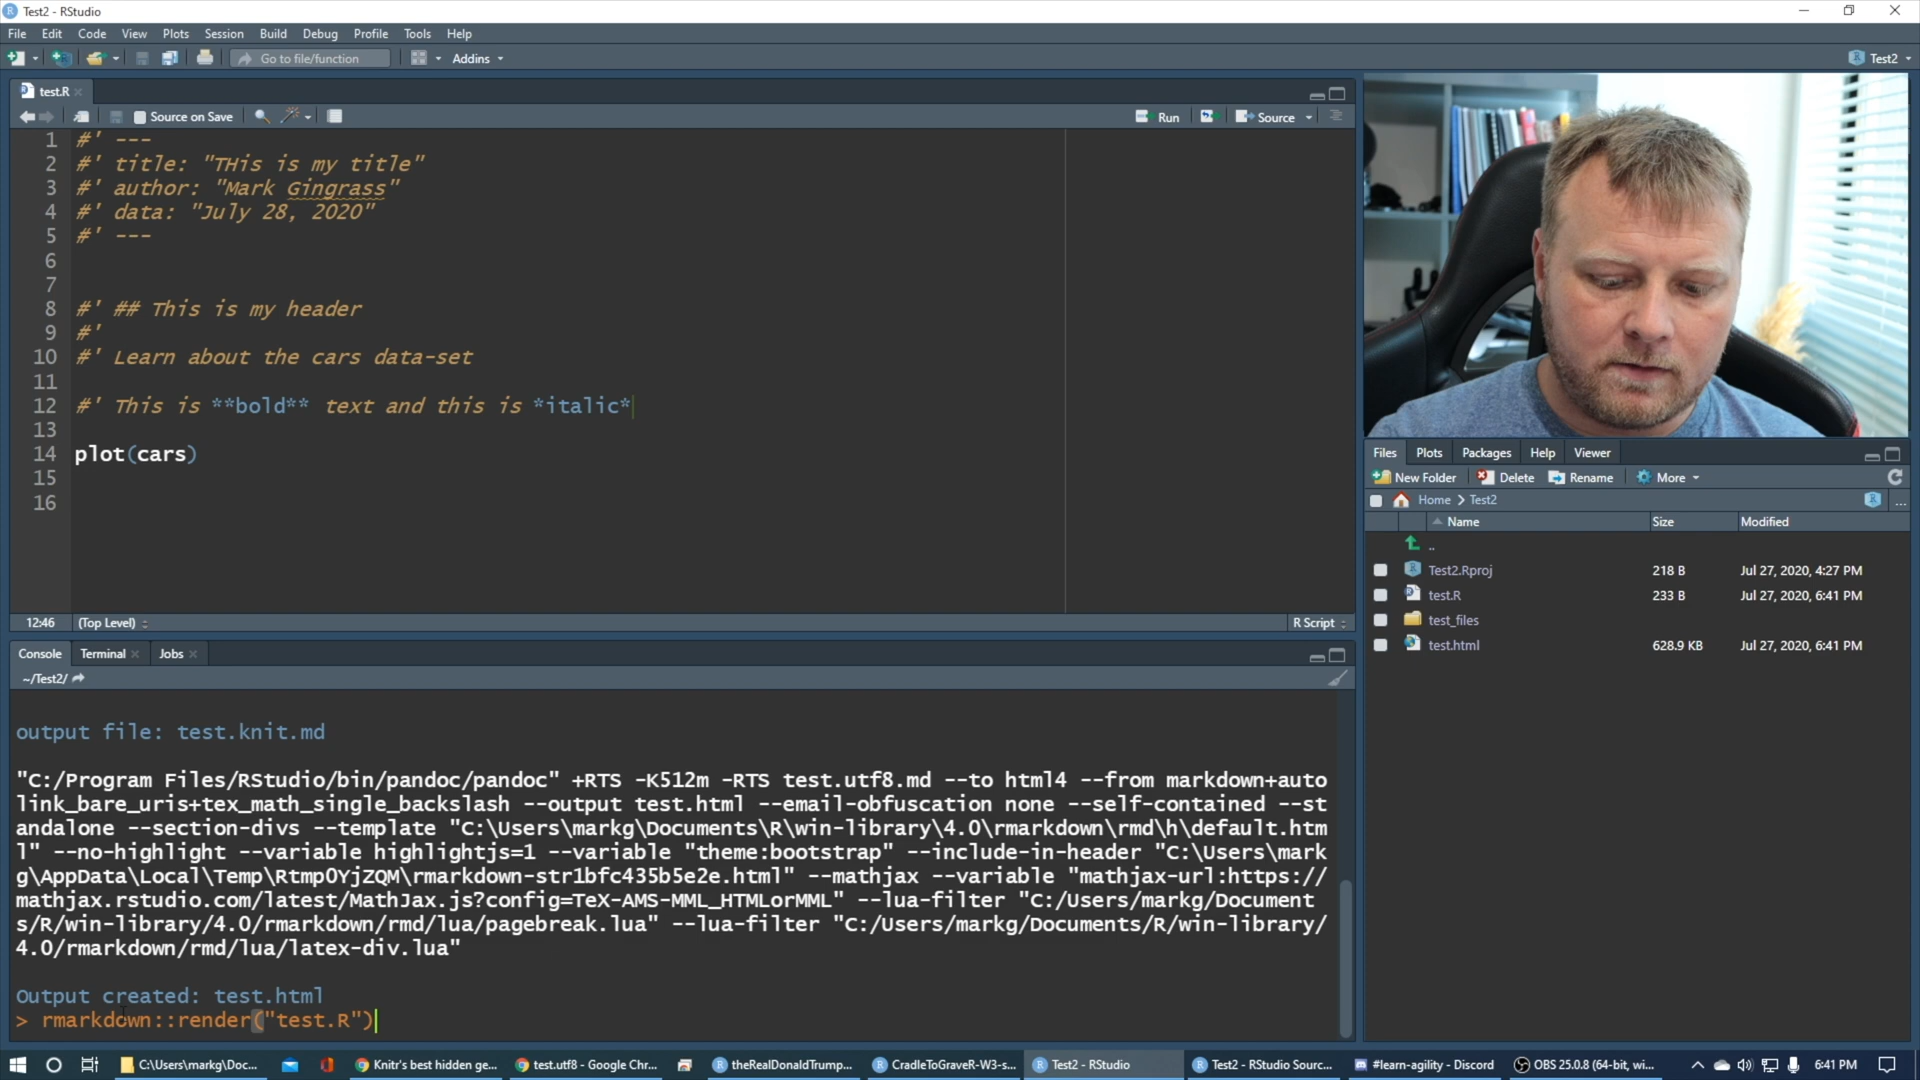 Test2 - RStudio
File Edit Code View Plots Session Build Debug Profile Tools Help
Go to file/function Addins Test2
test.R
Source on Save Run Source
1 #' ---
2 #' title: "THis is my title"
3 #' author: "Mark Gingrass"
4 #' data: "July 28, 2020"
5 #' ---
6
7
8 #' ## This is my header
9 #'
10 #' Learn about the cars data-set
11
12 #' This is **bold** text and this is *italic*
13
14 plot(cars)
15
16
12:46 (Top Level) R Script
Console Terminal Jobs
~/Test2/
output file: test.knit.md
"C:/Program Files/RStudio/bin/pandoc/pandoc" +RTS -K512m -RTS test.utf8.md --to html4 --from markdown+auto
link_bare_uris+tex_math_single_backslash --output test.html --email-obfuscation none --self-contained --st
andalone --section-divs --template "C:\Users\markg\Documents\R\win-library\4.0\rmarkdown\rmd\h\default.htm
l" --no-highlight --variable highlightjs=1 --variable "theme:bootstrap" --include-in-header "C:\Users\mark
g\AppData\Local\Temp\Rtmp0YjZQM\rmarkdown-str1bfc435b5e2e.html" --mathjax --variable "mathjax-url:https://
mathjax.rstudio.com/latest/MathJax.js?config=TeX-AMS-MML_HTMLorMML" --lua-filter "C:/Users/markg/Document
s/R/win-library/4.0/rmarkdown/rmd/lua/pagebreak.lua" --lua-filter "C:/Users/markg/Documents/R/win-library/
4.0/rmarkdown/rmd/lua/latex-div.lua"
Output created: test.html
> rmarkdown::render("test.R")
Files Plots Packages Help Viewer
New Folder Delete Rename More
Home > Test2 ...
Name Size Modified
..
Test2.Rproj 218 B Jul 27, 2020, 4:27 PM
test.R 233 B Jul 27, 2020, 6:41 PM
test_files
test.html 628.9 KB Jul 27, 2020, 6:41 PM
C:\Users\markg\Doc... Knitr's best hidden ge... test.utf8 - Google Chr... theRealDonaldTrump... CradleToGraveR-W3-s... Test2 - RStudio Test2 - RStudio Sourc... #learn-agility - Discord OBS 25.0.8 (64-bit, wi... 6:41 PM